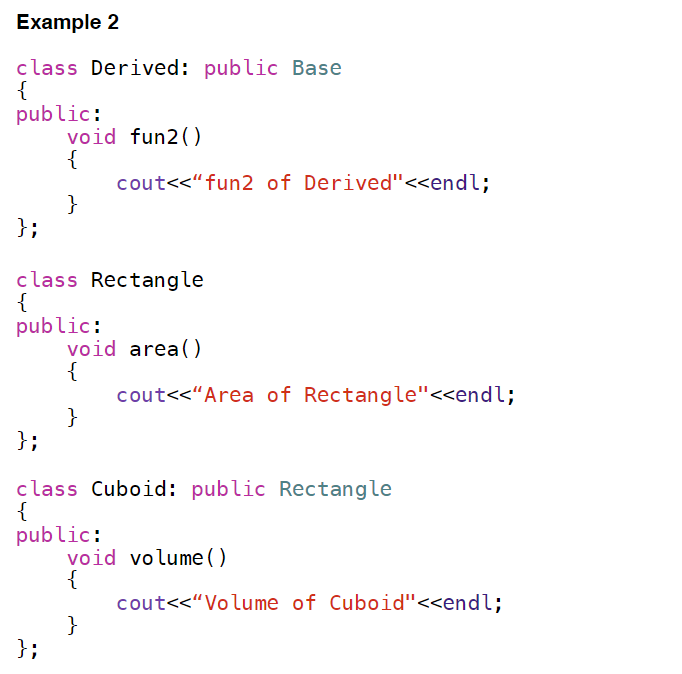 Example 2
class Derived: public Base
{
public:
    void fun2()
    {
        cout<<“fun2 of Derived"<<endl;
    }
};
class Rectangle
{
public:
    void area()
    {
        cout<<“Area of Rectangle"<<endl;
    }
};
class Cuboid: public Rectangle
{
public:
    void volume()
    {
        cout<<“Volume of Cuboid"<<endl;
    }
};